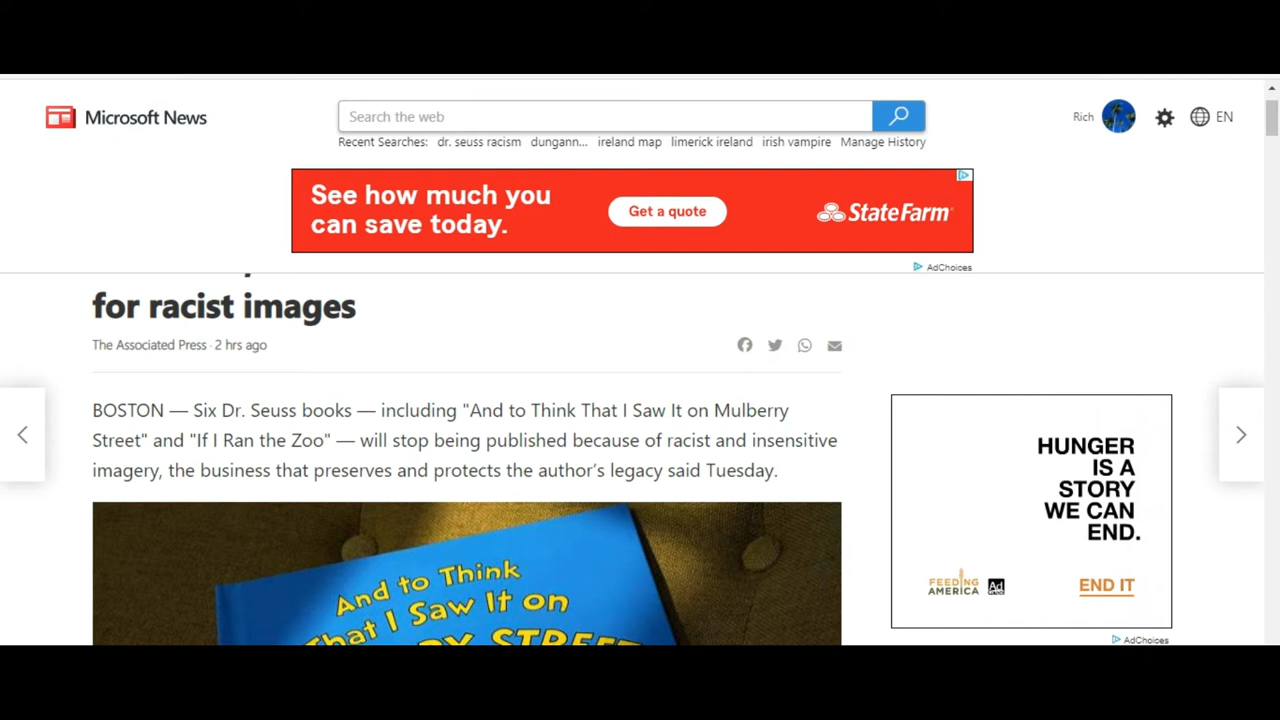 Microsoft News
Search the web
Rich
EN
Recent Searches: dr. seuss racism dungann... ireland map limerick ireland irish vampire Manage History
See how much you
can save today.
Get a quote
StateFarm
AdChoices
for racist images
The Associated Press · 2 hrs ago
BOSTON — Six Dr. Seuss books — including "And to Think That I Saw It on Mulberry
Street" and "If I Ran the Zoo" — will stop being published because of racist and insensitive
imagery, the business that preserves and protects the author's legacy said Tuesday.
And to Think
That I Saw It on
STREET
HUNGER
IS A
STORY
WE CAN
END.
FEEDING
AMERICA
Ad
END IT
AdChoices